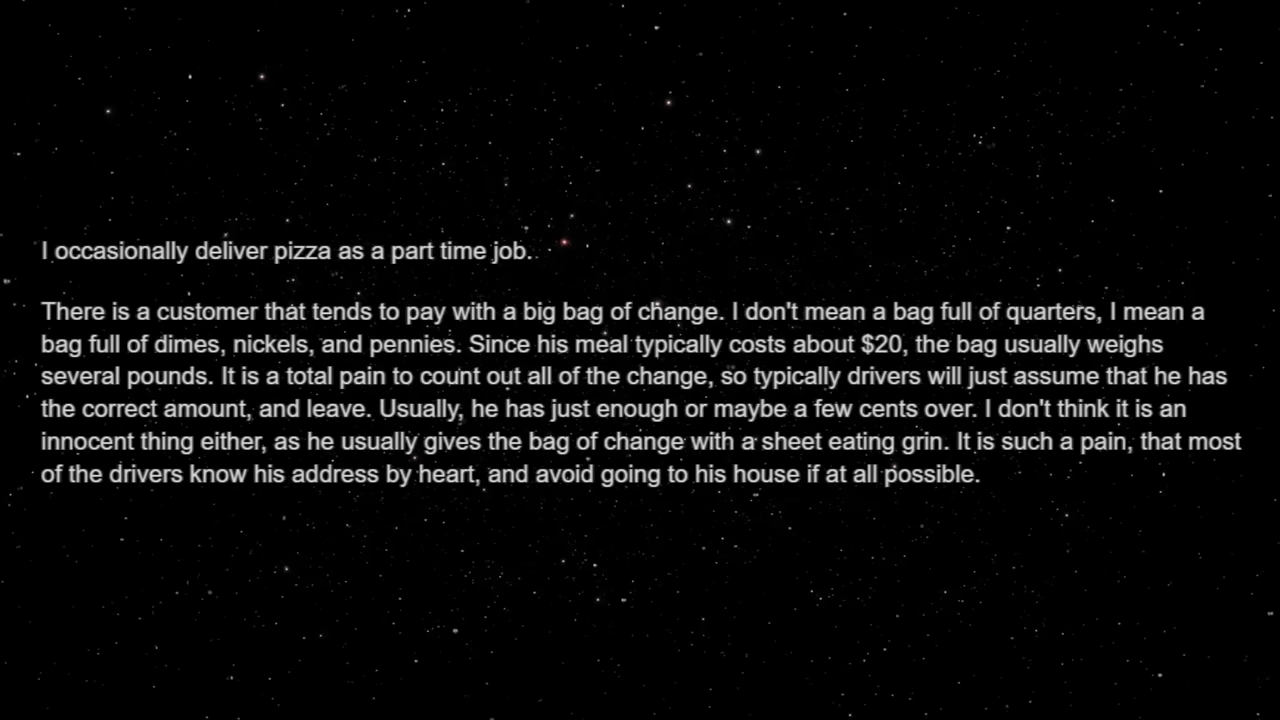 I occasionally deliver pizza as a part time job.
There is a customer that tends to pay with a big bag of change. I don't mean a bag full of quarters, I mean a
bag full of dimes, nickels, and pennies. Since his meal typically costs about $20, the bag usually weighs
several pounds. It is a total pain to count out all of the change, so typically drivers will just assume that he has
the correct amount, and leave. Usually, he has just enough or maybe a few cents over. I don't think it is an
innocent thing either, as he usually gives the bag of change with a sheet eating grin. It is such a pain, that most
of the drivers know his address by heart, and avoid going to his house if at all possible.